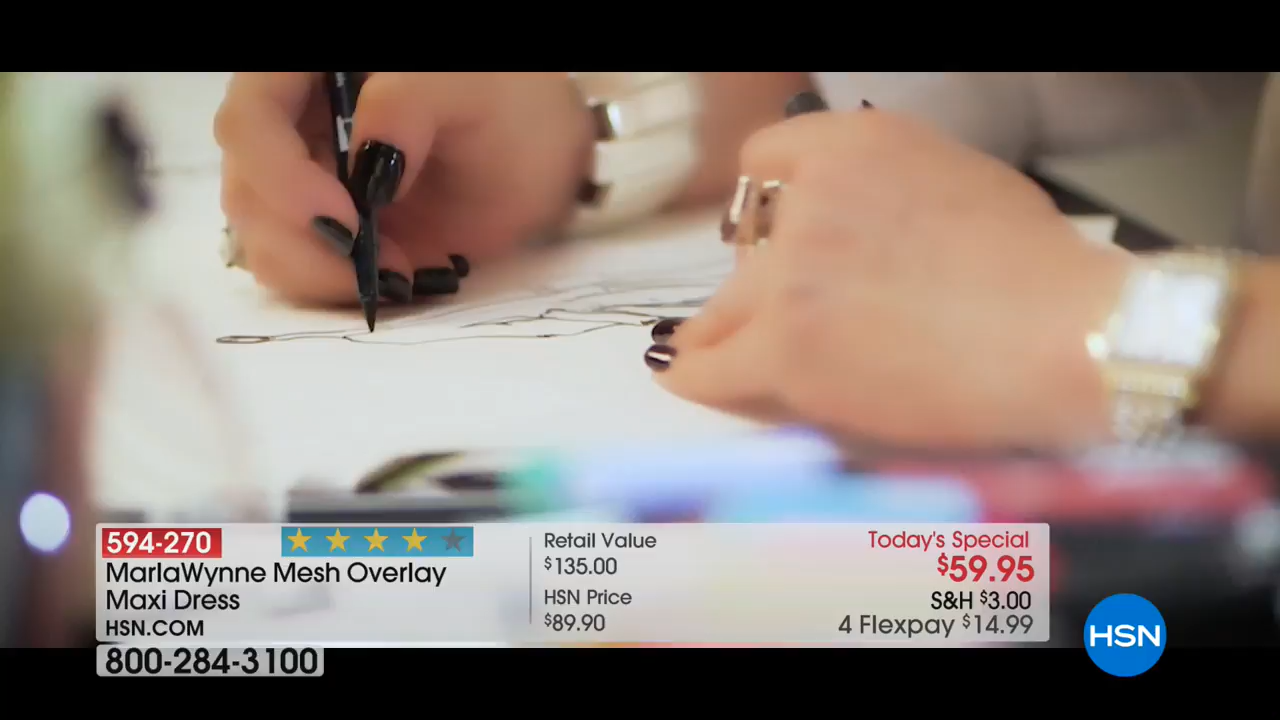 594-270
MarlaWynne Mesh Overlay
Maxi Dress
HSN.COM
800-284-3100
Retail Value
$135.00
HSN Price
$89.90
Today's Special
$59.95
S&H $3.00
4 Flexpay $14.99
HSN